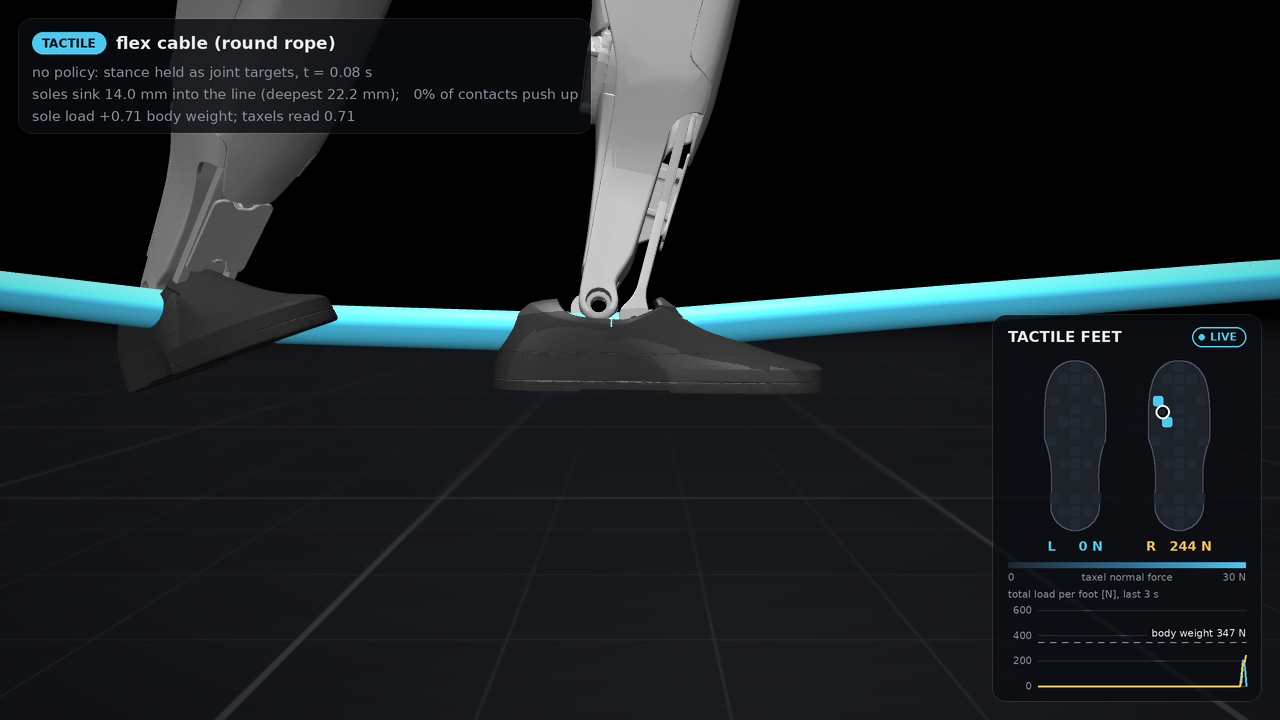 TACTILE flex cable (round rope)
no policy: stance held as joint targets, t = 0.08 s
soles sink 14.0 mm into the line (deepest 22.2 mm); 0% of contacts push up
sole load +0.71 body weight; taxels read 0.71
TACTILE FEET LIVE
L 0 N R 244 N
0 taxel normal force 30 N
total load per foot [N], last 3 s
600
400 body weight 347 N
200
0